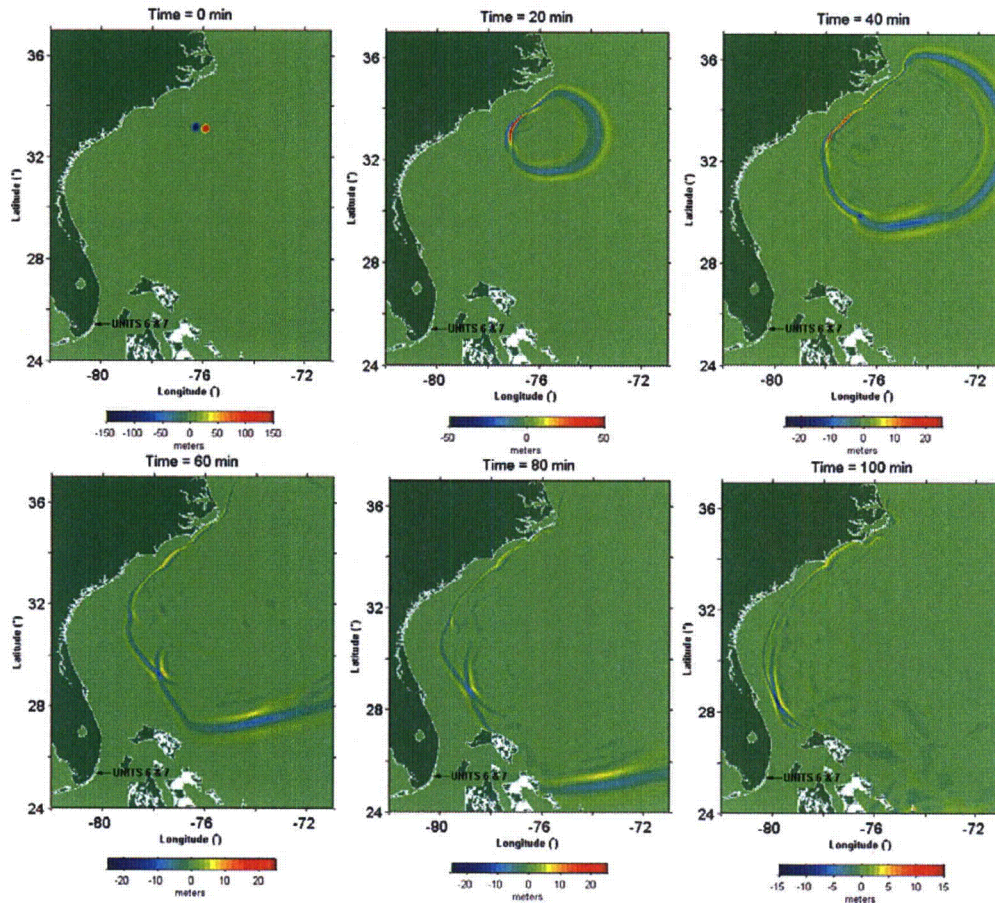 Time = 0 min
Time = 20 min
Time = 40 min
Latitude (°)
36
32
28
24
UNITS 6 & 7
-80
-76
-72
Longitude (°)
-150 -100 -50 0 50 100 150
meters
Latitude (°)
36
32
28
24
UNITS 6 & 7
-80
-76
-72
Longitude (°)
-50 0 50
meters
Latitude (°)
36
32
28
24
UNITS 6 & 7
-80
-76
-72
Longitude (°)
-20 -10 0 10 20
meters
Time = 60 min
Time = 80 min
Time = 100 min
Latitude (°)
36
32
28
24
UNITS 6 & 7
-80
-76
-72
Longitude (°)
-20 -10 0 10 20
meters
Latitude (°)
36
32
28
24
UNITS 6 & 7
-80
-76
-72
Longitude (°)
-20 -10 0 10 20
meters
Latitude (°)
36
32
28
24
UNITS 6 & 7
-80
-76
-72
Longitude (°)
-15 -10 -5 0 5 10 15
meters